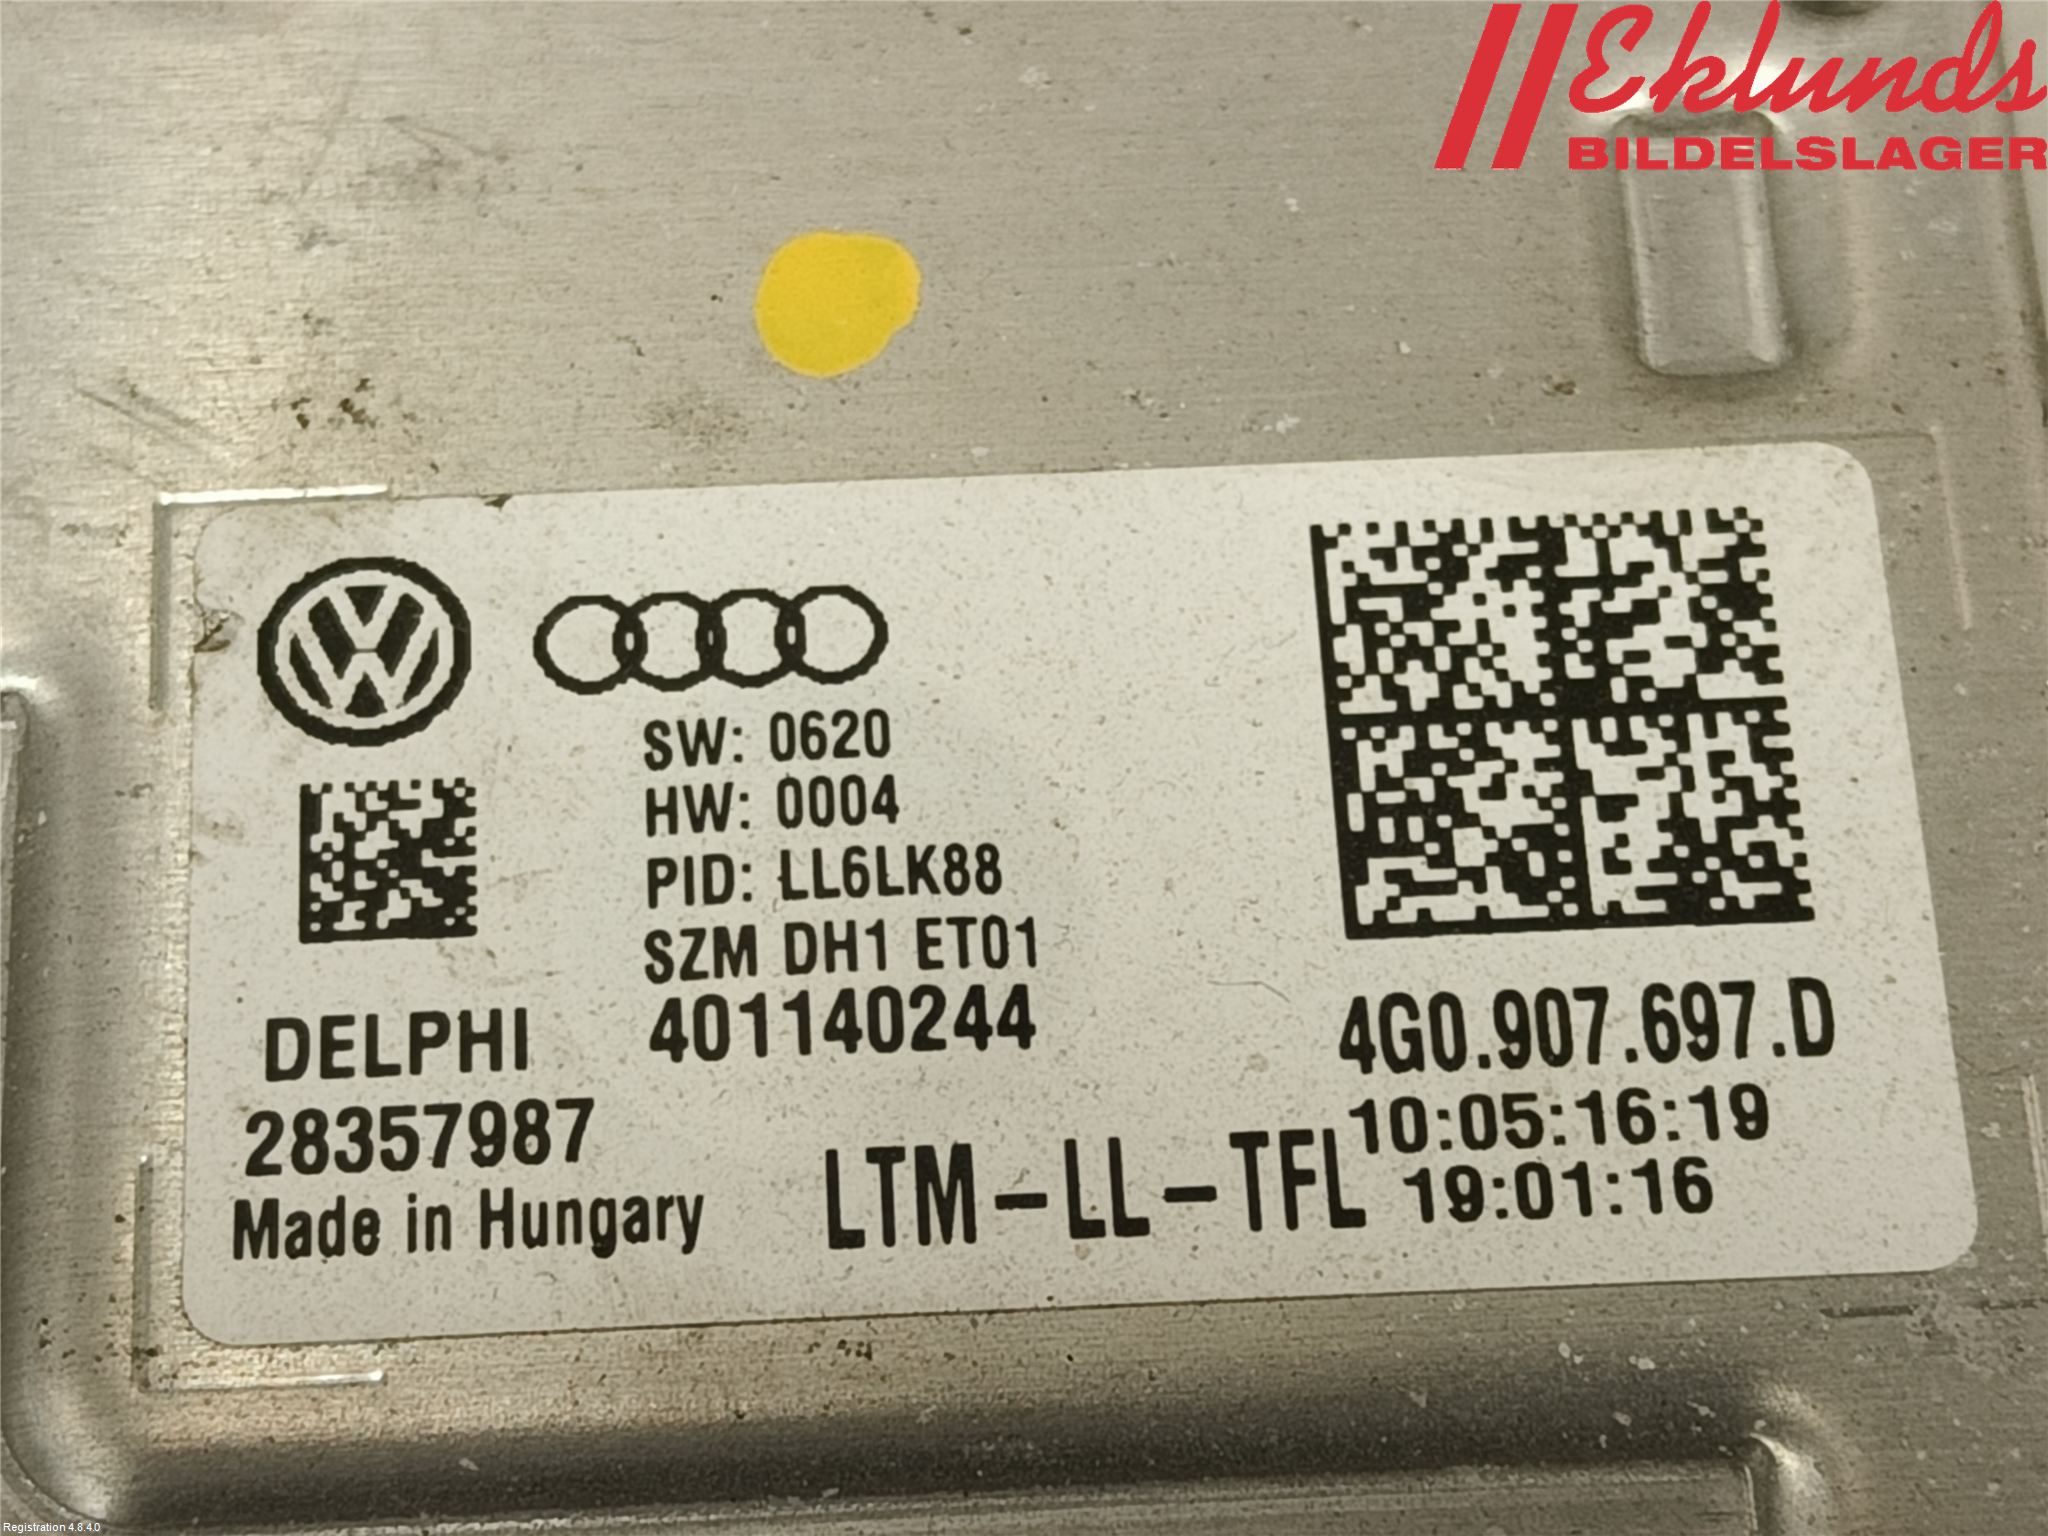 Eklunds
BILDELSLAGER
SW: 0620
HW: 0004
PID: LL6LK88
SZM DH1 ET01
401140244
DELPHI
28357987
Made in Hungary
LTM-LL-TFL
4G0.907.697.D
10:05:16:19
19:01:16
Registration 4.8.4.0